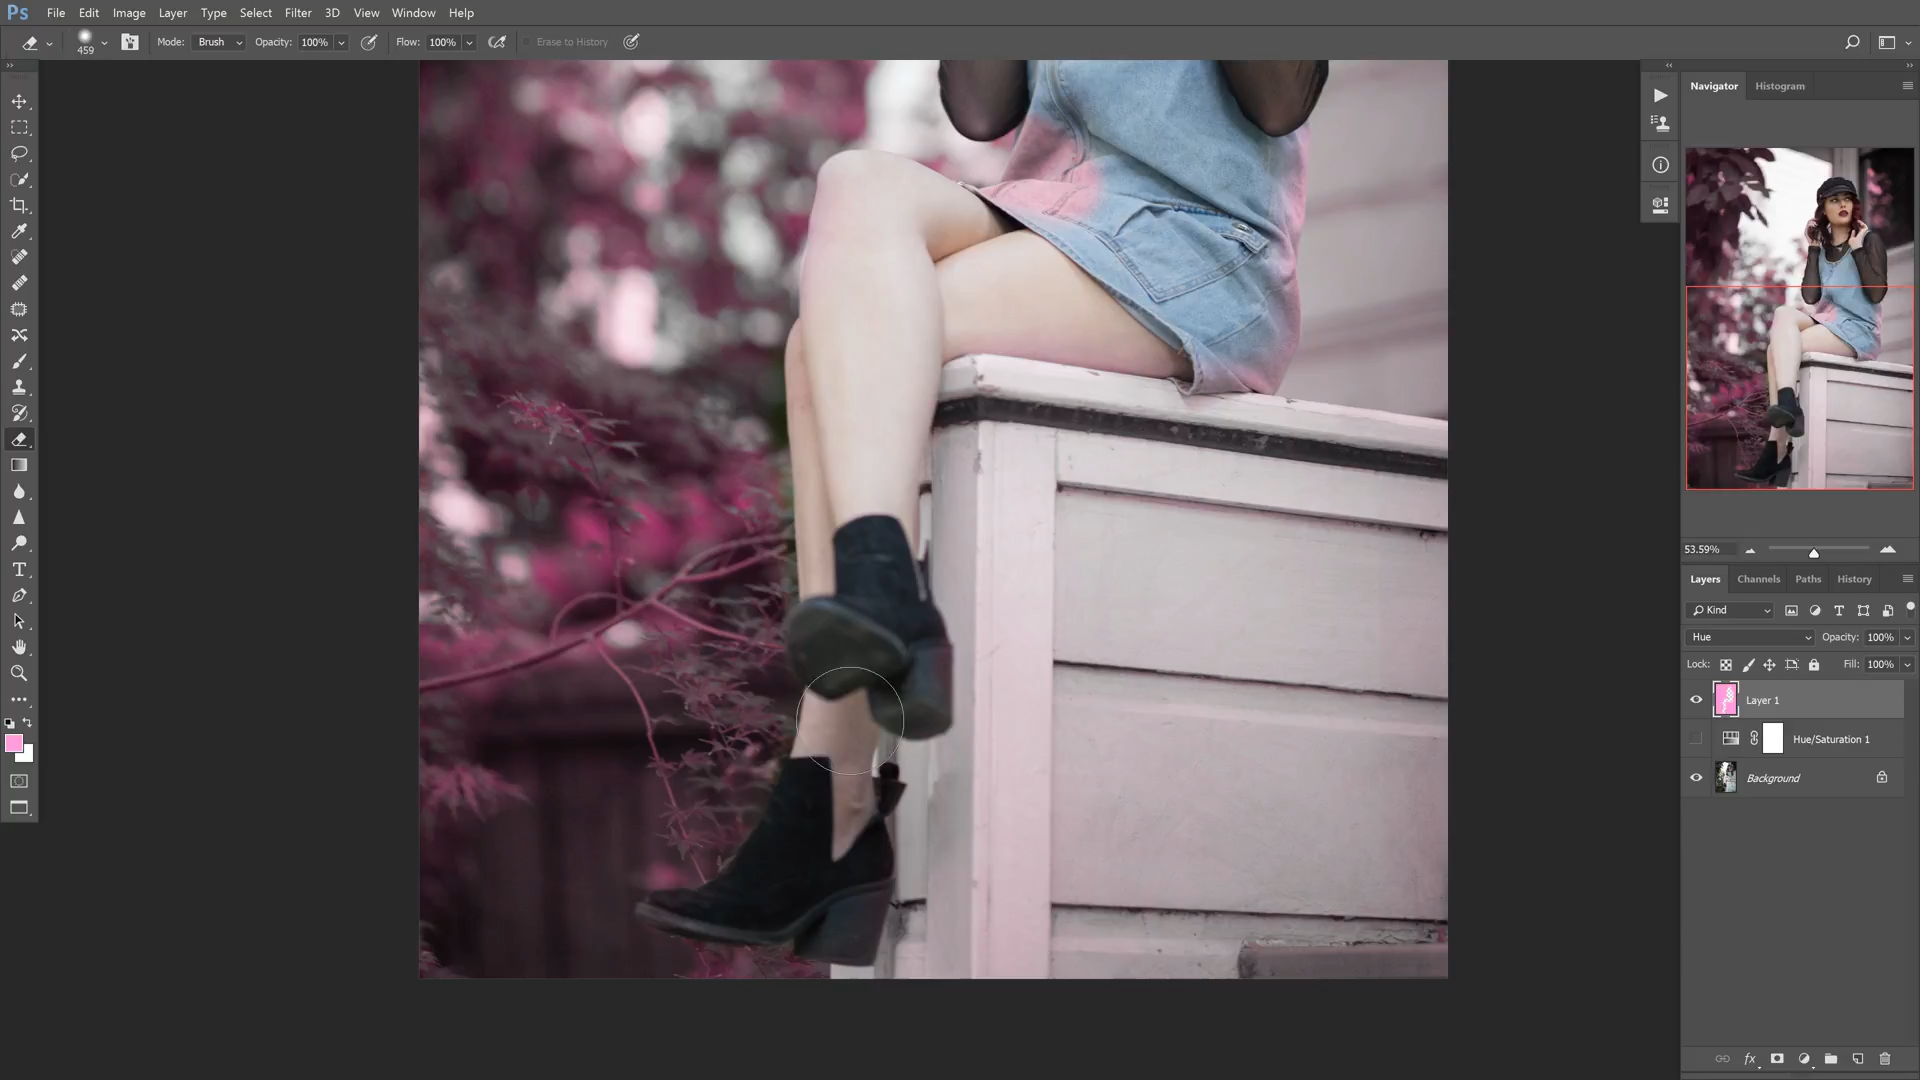 Ps File Edit Image Layer Type Select Filter 3D View Window Help
459 Mode: Brush Opacity: 100% Flow: 100% Erase to History
Navigator Histogram
53.59%
Layers Channels Paths History
Kind
Hue Opacity: 100%
Lock: Fill: 100%
Layer 1
Hue/Saturation 1
Background
fx